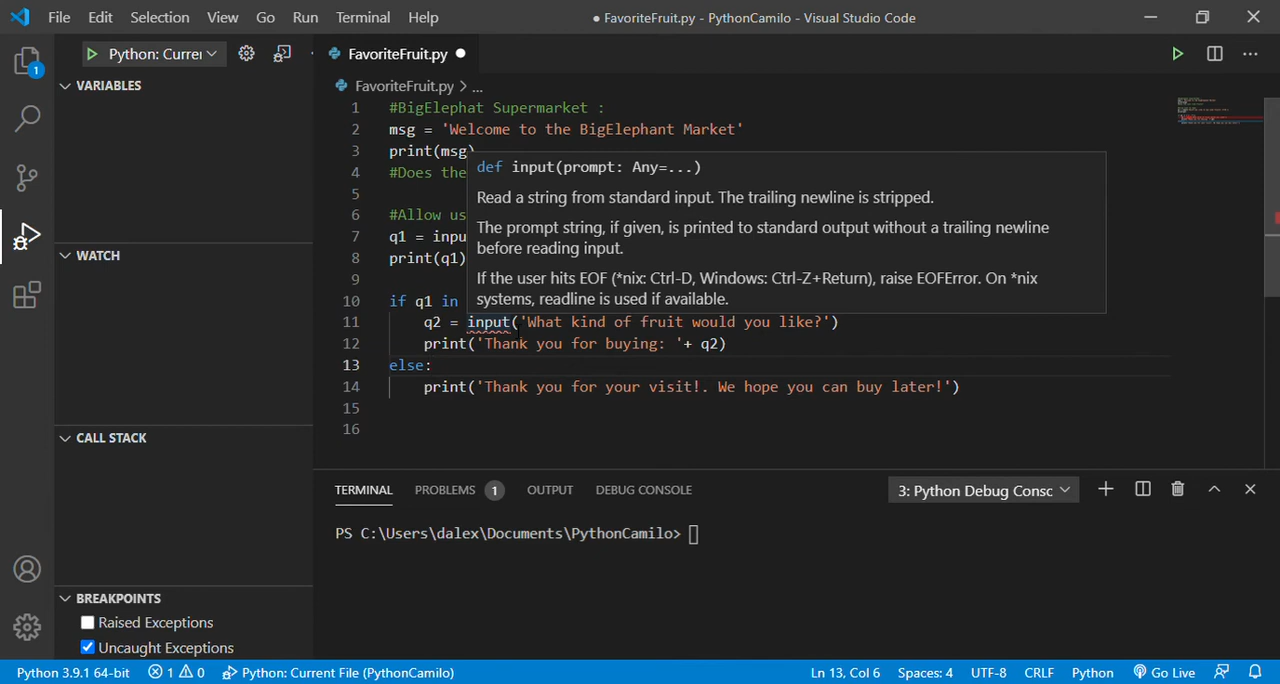 File Edit Selection View Go Run Terminal Help ● FavoriteFruit.py - PythonCamilo - Visual Studio Code
Python: Curre
FavoriteFruit.py
1
VARIABLES
FavoriteFruit.py > ...
1 #BigElephat Supermarket :
2 msg = 'Welcome to the BigElephant Market'
3 print(msg)
4 #Does the
5
6 #Allow us
7 q1 = inpu
8 print(q1)
9
10 if q1 in
11 q2 = input('What kind of fruit would you like?')
12 print('Thank you for buying: '+ q2)
13 else:
14 print('Thank you for your visit!. We hope you can buy later!')
15
16
def input(prompt: Any=...)
Read a string from standard input. The trailing newline is stripped.
The prompt string, if given, is printed to standard output without a trailing newline
before reading input.
If the user hits EOF (*nix: Ctrl-D, Windows: Ctrl-Z+Return), raise EOFError. On *nix
systems, readline is used if available.
WATCH
CALL STACK
BREAKPOINTS
Raised Exceptions
Uncaught Exceptions
TERMINAL PROBLEMS 1 OUTPUT DEBUG CONSOLE 3: Python Debug Consc
PS C:\Users\dalex\Documents\PythonCamilo>
Python 3.9.1 64-bit 1 0 Python: Current File (PythonCamilo) Ln 13, Col 6 Spaces: 4 UTF-8 CRLF Python Go Live